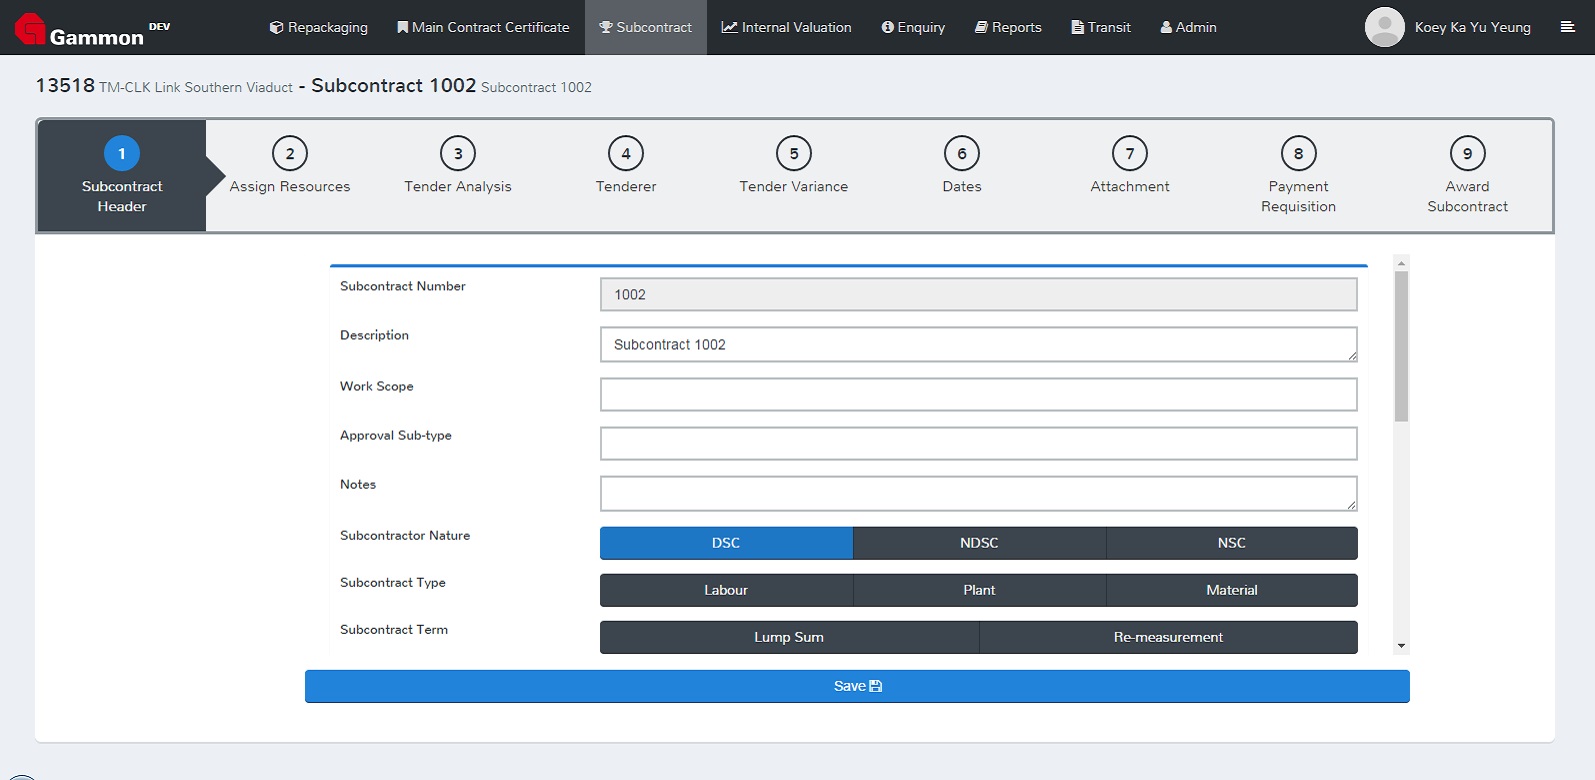 Gammon DEV
Repackaging Main Contract Certificate Subcontract Internal Valuation Enquiry Reports Transit Admin Koey Ka Yu Yeung
13518 TM-CLK Link Southern Viaduct - Subcontract 1002 Subcontract 1002
1 2 3 4 5 6 7 8 9
Subcontract Header
Assign Resources
Tender Analysis
Tenderer
Tender Variance
Dates
Attachment
Payment Requisition
Award Subcontract
Subcontract Number 1002
Description Subcontract 1002
Work Scope
Approval Sub-type
Notes
Subcontractor Nature DSC NDSC NSC
Subcontract Type Labour Plant Material
Subcontract Term Lump Sum Re-measurement
Save